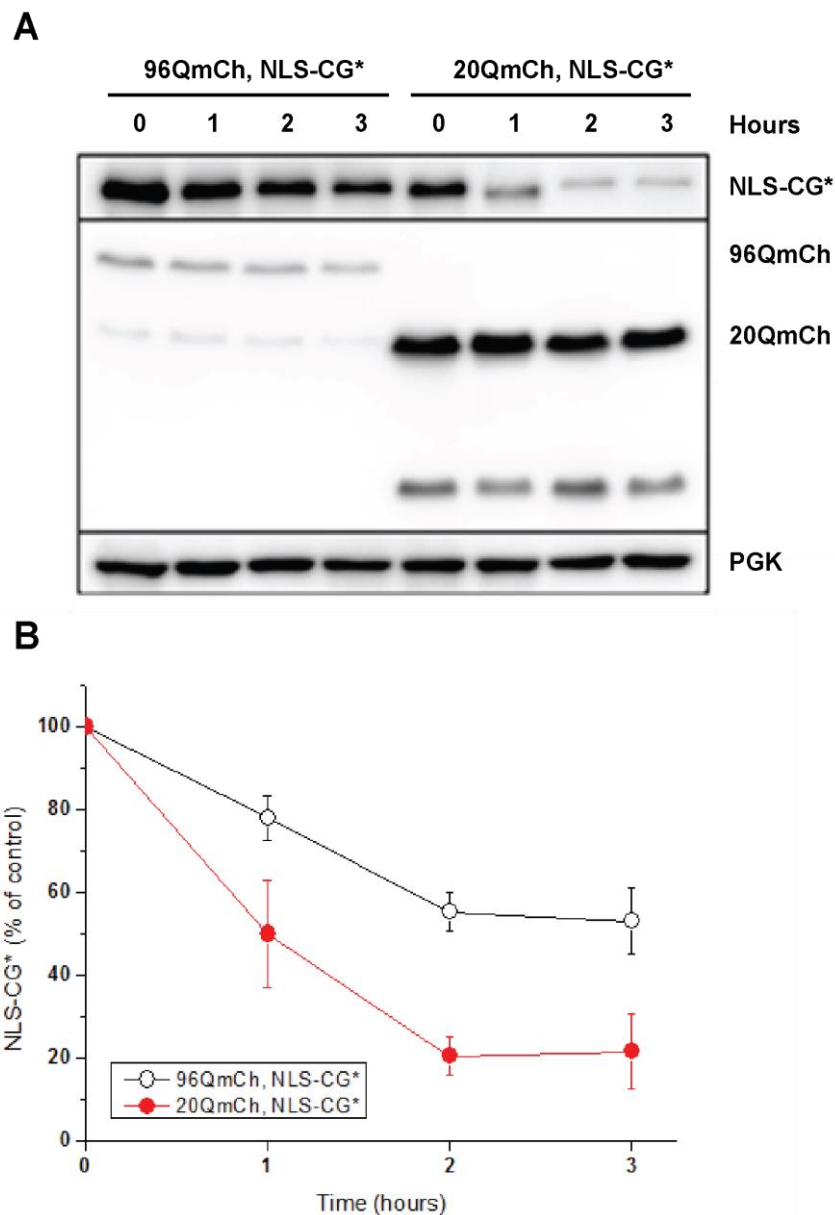 A
96QmCh, NLS-CG* 20QmCh, NLS-CG*
0 1 2 3 0 1 2 3 Hours
NLS-CG*
96QmCh
20QmCh
PGK
B
NLS-CG* (% of control)
100
80
60
40
20
0
96QmCh, NLS-CG*
20QmCh, NLS-CG*
0 1 2 3
Time (hours)